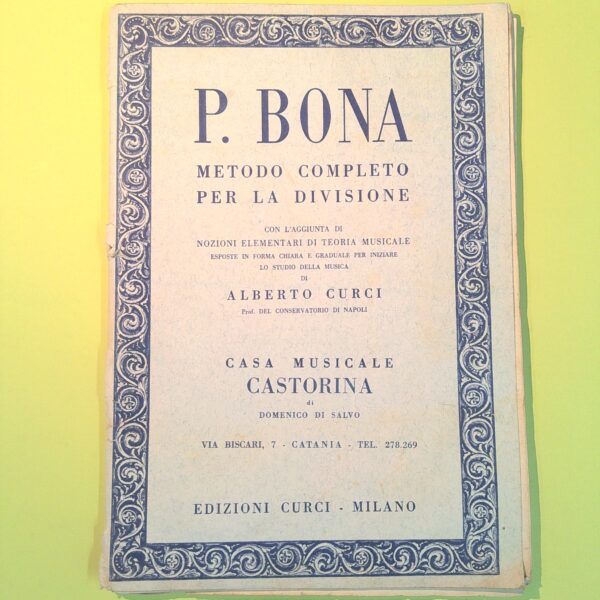 P. BONA
METODO COMPLETO
PER LA DIVISIONE
CON L'AGGIUNTA DI
NOZIONI ELEMENTARI DI TEORIA MUSICALE
ESPOSTE IN FORMA CHIARA E GRADUALE PER INIZIARE
LO STUDIO DELLA MUSICA
DI
ALBERTO CURCI
Prof. DEL CONSERVATORIO DI NAPOLI
CASA MUSICALE
CASTORINA
di
DOMENICO DI SALVO
VIA BISCARI, 7 - CATANIA - TEL. 278.269
EDIZIONI CURCI - MILANO